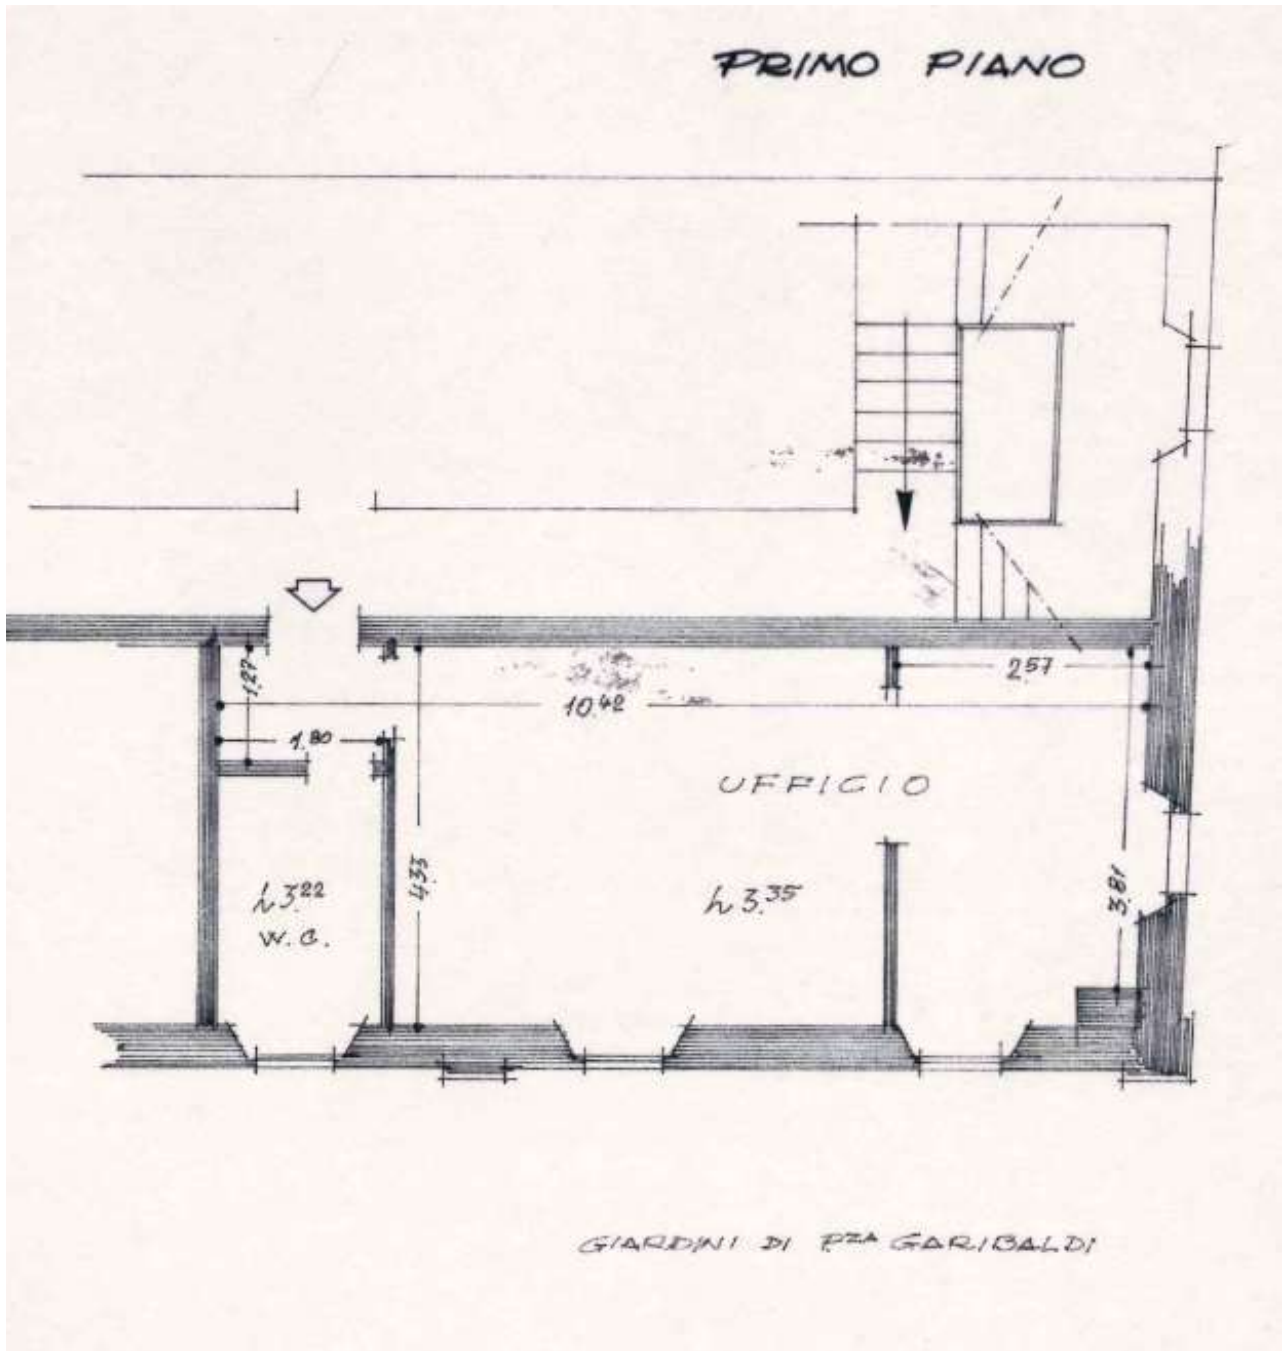 PRIMO PIANO
2.57
1.27
10.42
1.80
UFFICIO
4.33
3.81
h 3.22
h 3.35
W.C.
GIARDINI DI P.ZA GARIBALDI